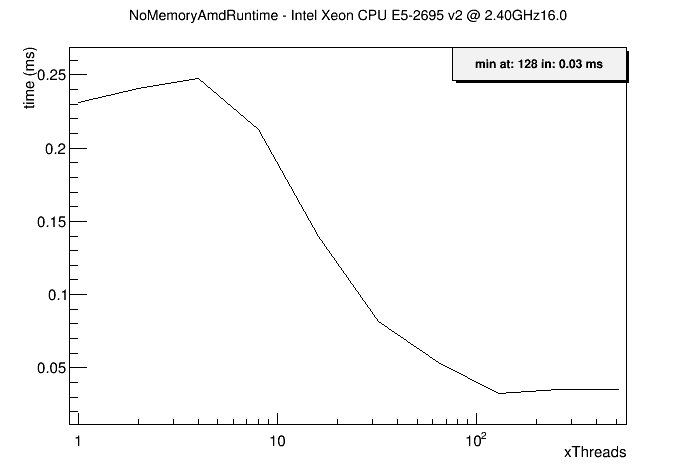 NoMemoryAmdRuntime - Intel Xeon CPU E5-2695 v2 @ 2.40GHz16.0
time (ms)
min at: 128 in: 0.03 ms
0.25
0.2
0.15
0.1
0.05
1 10 10²
xThreads